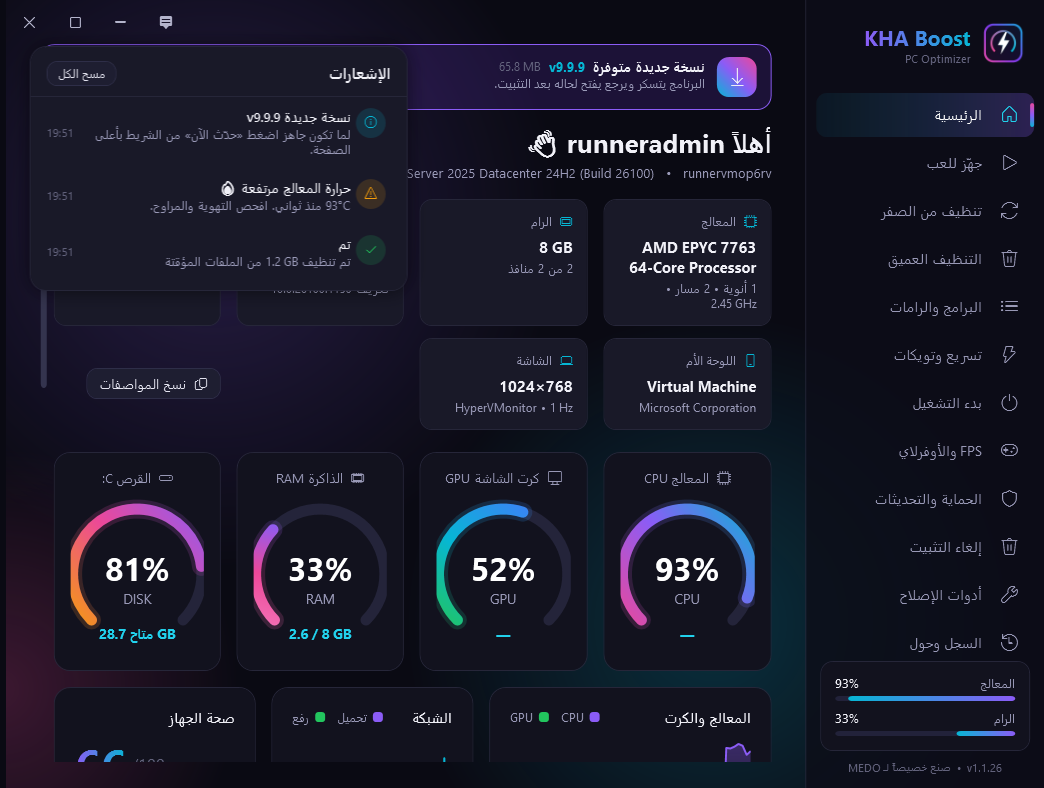 KHA Boost
PC Optimizer
الرئيسية
جهّز للعب
تنظيف من الصفر
التنظيف العميق
البرامج والرامات
تسريع وتويكات
بدء التشغيل
FPS والأوفرلاي
الحماية والتحديثات
إلغاء التثبيت
أدوات الإصلاح
السجل وحول
المعالج 93%
الرام 33%
v1.1.26 • صنع خصيصاً لـ MEDO
نسخة جديدة متوفرة v9.9.9 65.8 MB
البرنامج يتسكر ويرجع يفتح لحاله بعد التثبيت.
الإشعارات
مسح الكل
نسخة جديدة v9.9.9
لما تكون جاهز اضغط «حدّث الآن» من الشريط بأعلى
الصفحة.
19:51
حرارة المعالج مرتفعة
93°C منذ ثواني. افحص التهوية والمراوح.
19:51
تم
تم تنظيف 1.2 GB من الملفات المؤقتة
19:51
أهلاً runneradmin
runnervmop6rv • Server 2025 Datacenter 24H2 (Build 26100)
المعالج
AMD EPYC 7763
64-Core Processor
1 أنوية • 2 مسار •
2.45 GHz
الرام
8 GB
2 من 2 منافذ
اللوحة الأم
Virtual Machine
Microsoft Corporation
الشاشة
1024×768
HyperVMonitor • 1 Hz
نسخ المواصفات
المعالج CPU
93%
CPU
—
كرت الشاشة GPU
52%
GPU
—
الذاكرة RAM
33%
RAM
2.6 / 8 GB
القرص C:
81%
DISK
28.7 متاح GB
المعالج والكرت
CPU
GPU
الشبكة
تحميل
رفع
صحة الجهاز